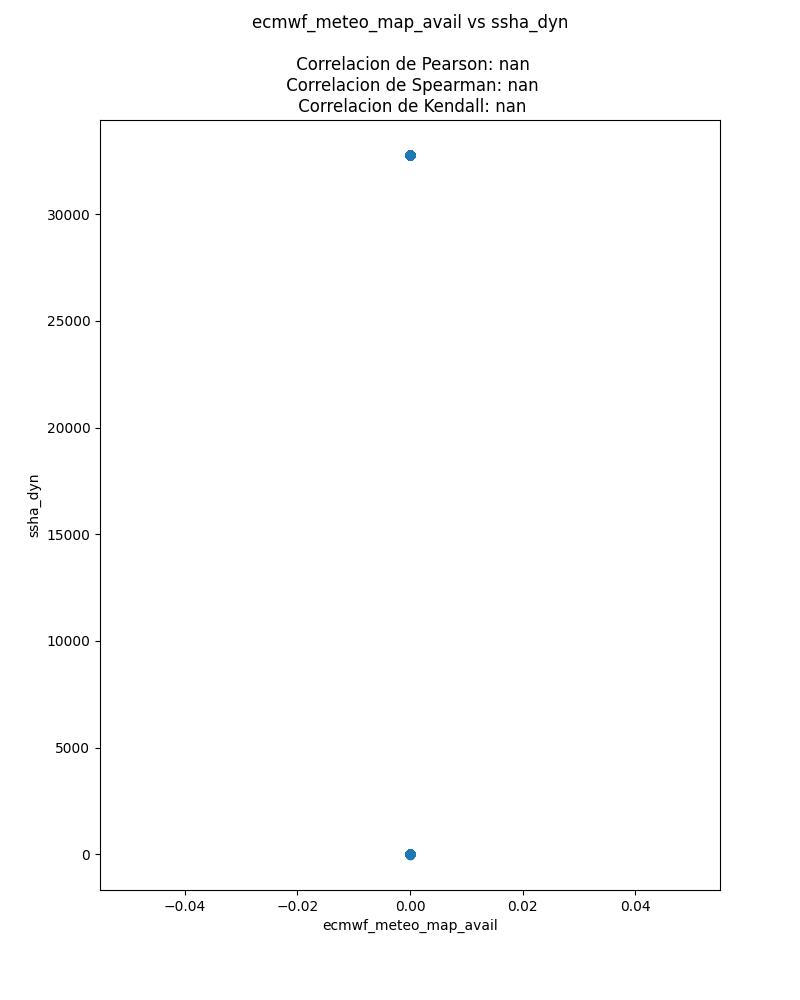 ecmwf_meteo_map_avail vs ssha_dyn
Correlacion de Pearson: nan
Correlacion de Spearman: nan
Correlacion de Kendall: nan
30000
25000
20000
15000
10000
5000
0
ssha_dyn
−0.04 −0.02 0.00 0.02 0.04
ecmwf_meteo_map_avail